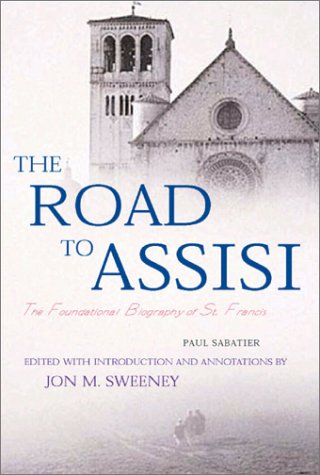 THE
ROAD
TO ASSISI
The Foundational Biography of St. Francis
PAUL SABATIER
EDITED WITH INTRODUCTION AND ANNOTATIONS BY
JON M. SWEENEY